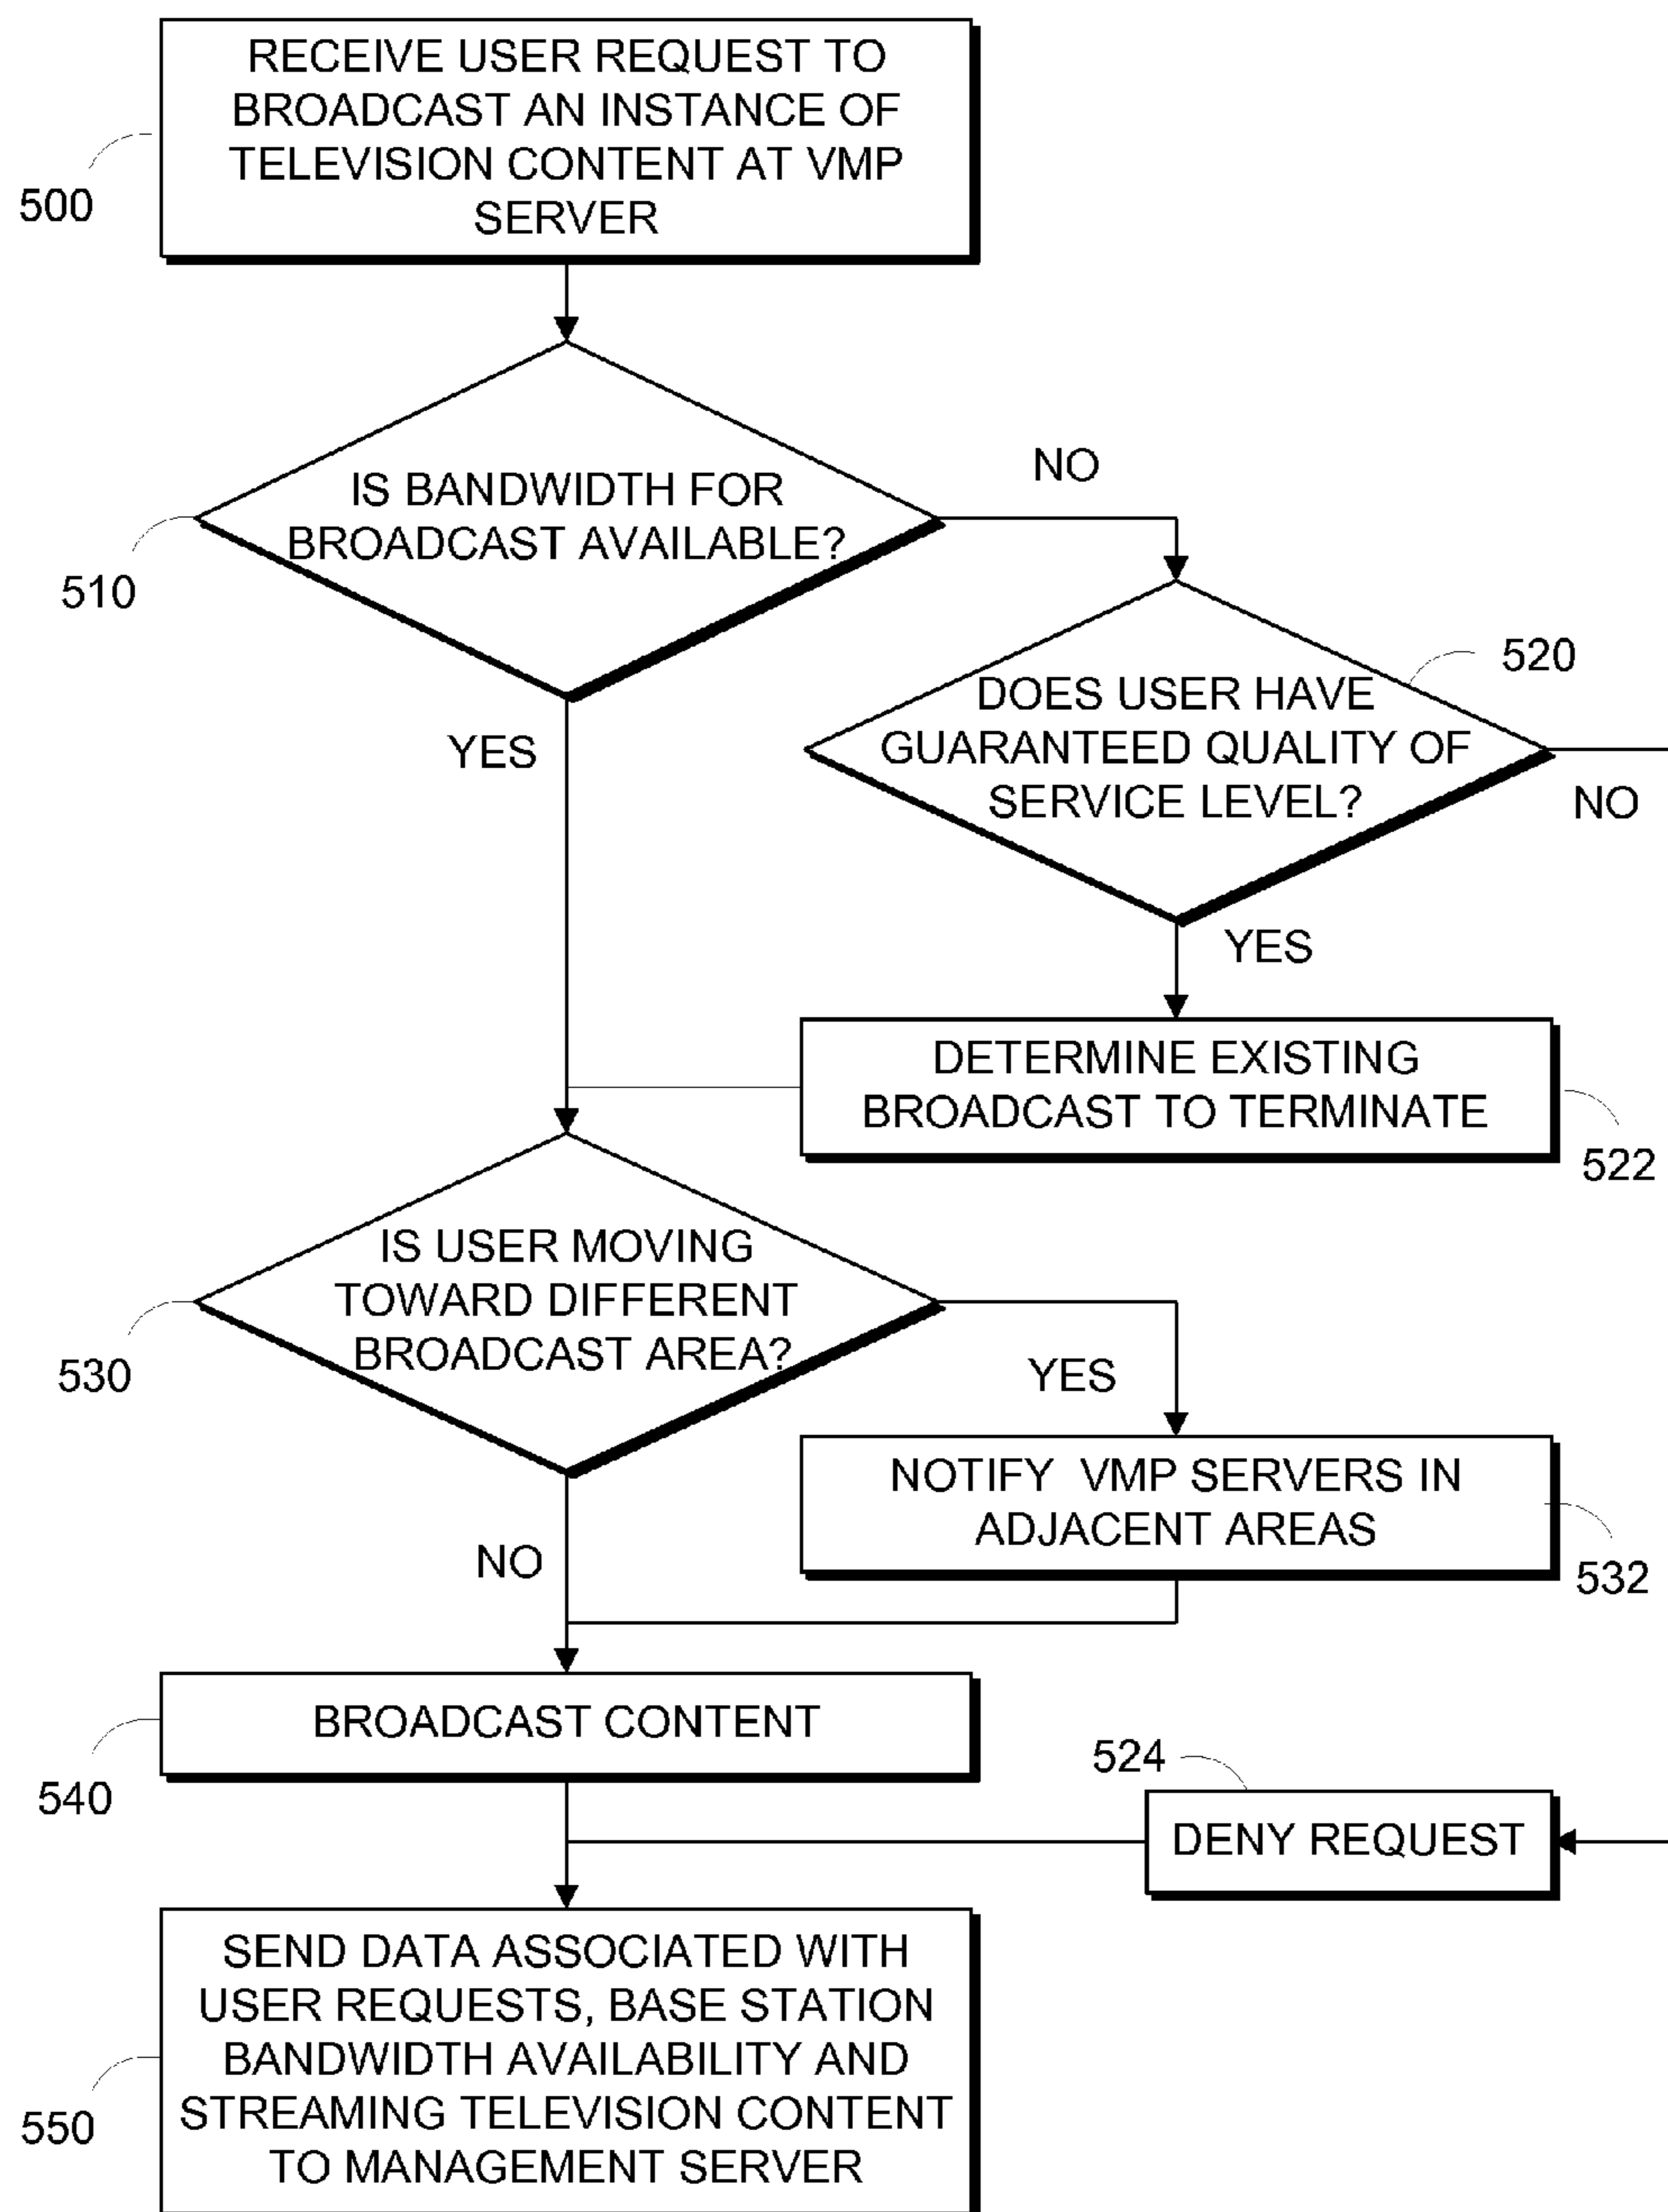 RECEIVE USER REQUEST TO
BROADCAST AN INSTANCE OF
TELEVISION CONTENT AT VMP
SERVER
500
IS BANDWIDTH FOR
BROADCAST AVAILABLE?
510
NO
YES
520
DOES USER HAVE
GUARANTEED QUALITY OF
SERVICE LEVEL?
NO
YES
DETERMINE EXISTING
BROADCAST TO TERMINATE
522
IS USER MOVING
TOWARD DIFFERENT
BROADCAST AREA?
530
YES
NOTIFY VMP SERVERS IN
ADJACENT AREAS
532
NO
BROADCAST CONTENT
540
524
DENY REQUEST
SEND DATA ASSOCIATED WITH
USER REQUESTS, BASE STATION
BANDWIDTH AVAILABILITY AND
STREAMING TELEVISION CONTENT
TO MANAGEMENT SERVER
550